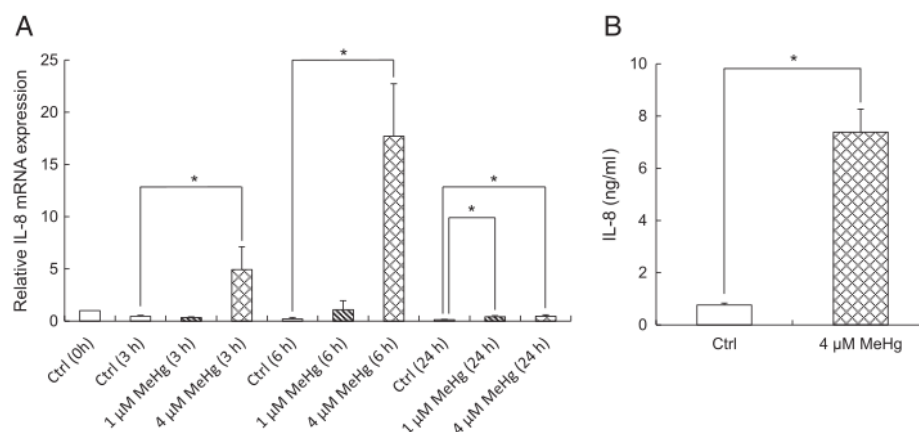 A
Relative IL-8 mRNA expression
25
20
15
10
5
0
*
*
*
*
Ctrl (0h)
Ctrl (3 h)
1 μM MeHg (3 h)
4 μM MeHg (3 h)
Ctrl (6 h)
1 μM MeHg (6 h)
4 μM MeHg (6 h)
Ctrl (24 h)
1 μM MeHg (24 h)
4 μM MeHg (24 h)
B
IL-8 (ng/ml)
10
8
6
4
2
0
*
Ctrl
4 μM MeHg